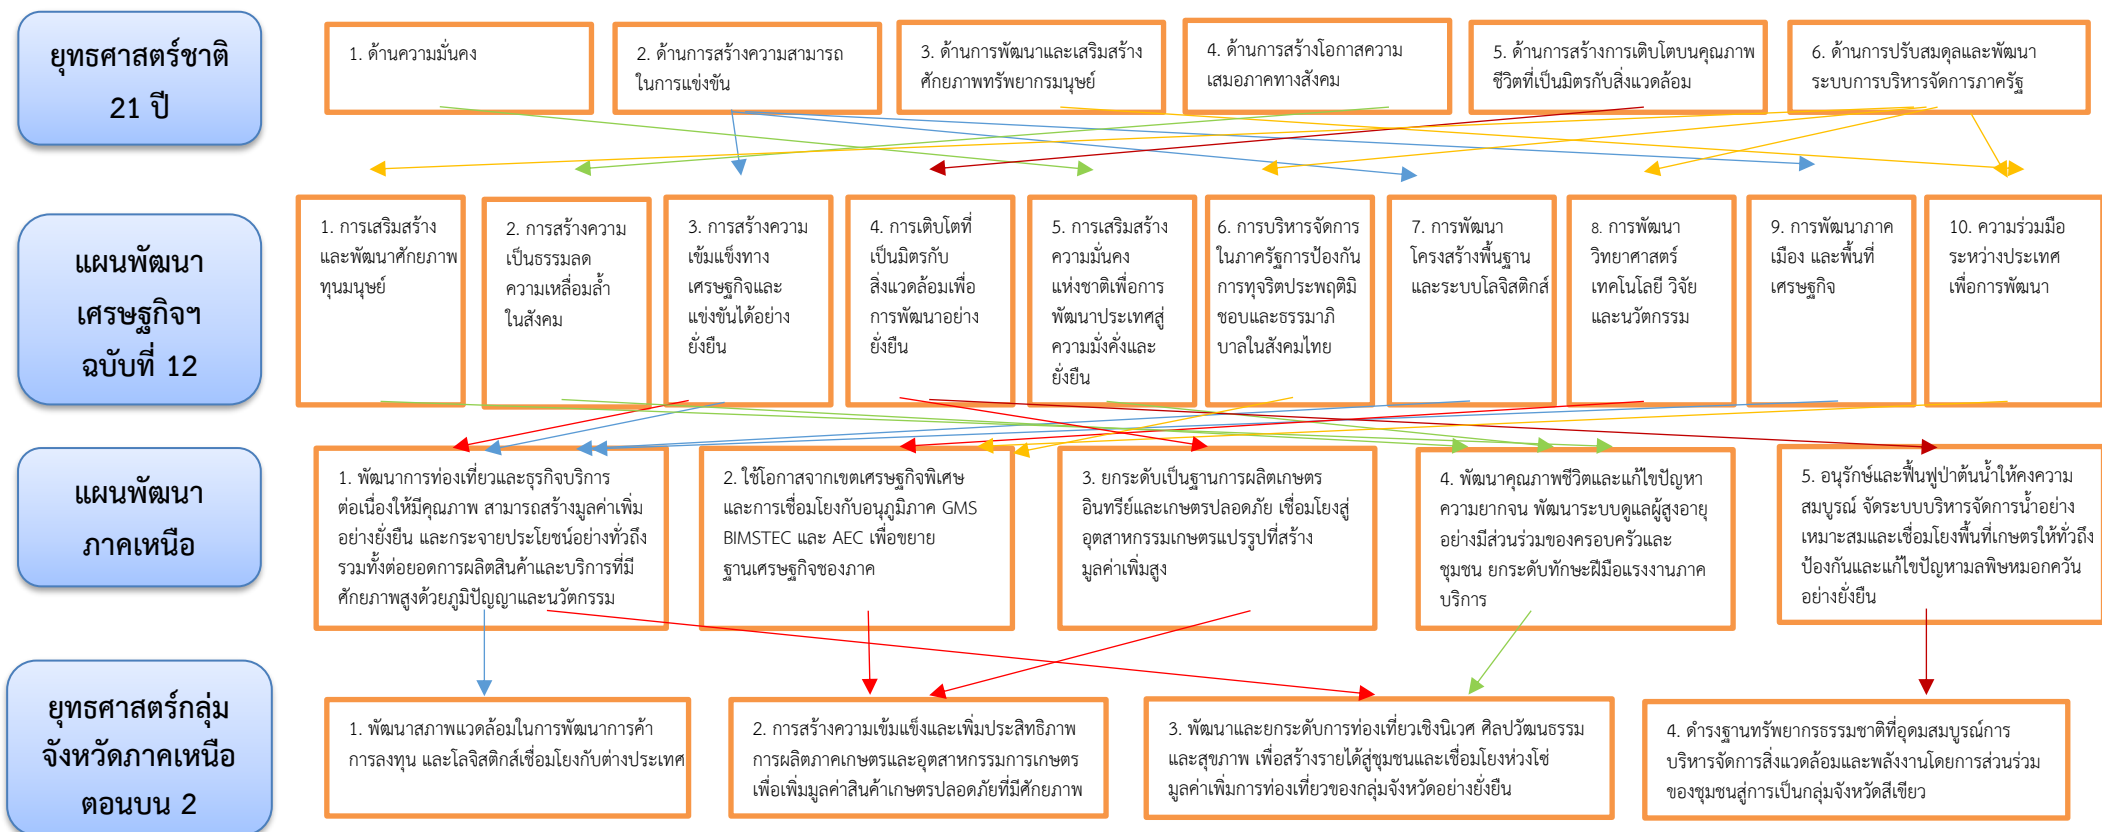 ยุทธศาสตร์ชาติ
21 ปี
1. ด้านความมั่นคง
2. ด้านการสร้างความสามารถ
ในการแข่งขัน
3. ด้านการพัฒนาและเสริมสร้าง
ศักยภาพทรัพยากรมนุษย์
4. ด้านการสร้างโอกาสความ
เสมอภาคทางสังคม
5. ด้านการสร้างการเติบโตบนคุณภาพ
ชีวิตที่เป็นมิตรกับสิ่งแวดล้อม
6. ด้านการปรับสมดุลและพัฒนา
ระบบการบริหารจัดการภาครัฐ
แผนพัฒนา
เศรษฐกิจฯ
ฉบับที่ 12
1. การเสริมสร้าง
และพัฒนาศักยภาพ
ทุนมนุษย์
2. การสร้างความ
เป็นธรรมลด
ความเหลื่อมล้ำ
ในสังคม
3. การสร้างความ
เข้มแข็งทาง
เศรษฐกิจและ
แข่งขันได้อย่าง
ยั่งยืน
4. การเติบโตที่
เป็นมิตรกับ
สิ่งแวดล้อมเพื่อ
การพัฒนาอย่าง
ยั่งยืน
5. การเสริมสร้าง
ความมั่นคง
แห่งชาติเพื่อการ
พัฒนาประเทศสู่
ความมั่งคั่งและ
ยั่งยืน
6. การบริหารจัดการ
ในภาครัฐการป้องกัน
การทุจริตประพฤติมิ
ชอบและธรรมาภิ
บาลในสังคมไทย
7. การพัฒนา
โครงสร้างพื้นฐาน
และระบบโลจิสติกส์
8. การพัฒนา
วิทยาศาสตร์
เทคโนโลยี วิจัย
และนวัตกรรม
9. การพัฒนาภาค
เมือง และพื้นที่
เศรษฐกิจ
10. ความร่วมมือ
ระหว่างประเทศ
เพื่อการพัฒนา
แผนพัฒนา
ภาคเหนือ
1. พัฒนาการท่องเที่ยวและธุรกิจบริการ
ต่อเนื่องให้มีคุณภาพ สามารถสร้างมูลค่าเพิ่ม
อย่างยั่งยืน และกระจายประโยชน์อย่างทั่วถึง
รวมทั้งต่อยอดการผลิตสินค้าและบริการที่มี
ศักยภาพสูงด้วยภูมิปัญญาและนวัตกรรม
2. ใช้โอกาสจากเขตเศรษฐกิจพิเศษ
และการเชื่อมโยงกับอนุภูมิภาค GMS
BIMSTEC และ AEC เพื่อขยาย
ฐานเศรษฐกิจของภาค
3. ยกระดับเป็นฐานการผลิตเกษตร
อินทรีย์และเกษตรปลอดภัย เชื่อมโยงสู่
อุตสาหกรรมเกษตรแปรรูปที่สร้าง
มูลค่าเพิ่มสูง
4. พัฒนาคุณภาพชีวิตและแก้ไขปัญหา
ความยากจน พัฒนาระบบดูแลผู้สูงอายุ
อย่างมีส่วนร่วมของครอบครัวและ
ชุมชน ยกระดับทักษะฝีมือแรงงานภาค
บริการ
5. อนุรักษ์และฟื้นฟูป่าต้นน้ำให้คงความ
สมบูรณ์ จัดระบบบริหารจัดการน้ำอย่าง
เหมาะสมและเชื่อมโยงพื้นที่เกษตรให้ทั่วถึง
ป้องกันและแก้ไขปัญหามลพิษหมอกควัน
อย่างยั่งยืน
ยุทธศาสตร์กลุ่ม
จังหวัดภาคเหนือ
ตอนบน 2
1. พัฒนาสภาพแวดล้อมในการพัฒนาการค้า
การลงทุน และโลจิสติกส์เชื่อมโยงกับต่างประเทศ
2. การสร้างความเข้มแข็งและเพิ่มประสิทธิภาพ
การผลิตภาคเกษตรและอุตสาหกรรมการเกษตร
เพื่อเพิ่มมูลค่าสินค้าเกษตรปลอดภัยที่มีศักยภาพ
3. พัฒนาและยกระดับการท่องเที่ยวเชิงนิเวศ ศิลปวัฒนธรรม
และสุขภาพ เพื่อสร้างรายได้สู่ชุมชนและเชื่อมโยงห่วงโซ่
มูลค่าเพิ่มการท่องเที่ยวของกลุ่มจังหวัดอย่างยั่งยืน
4. ดำรงฐานทรัพยากรธรรมชาติที่อุดมสมบูรณ์การ
บริหารจัดการสิ่งแวดล้อมและพลังงานโดยการส่วนร่วม
ของชุมชนสู่การเป็นกลุ่มจังหวัดสีเขียว